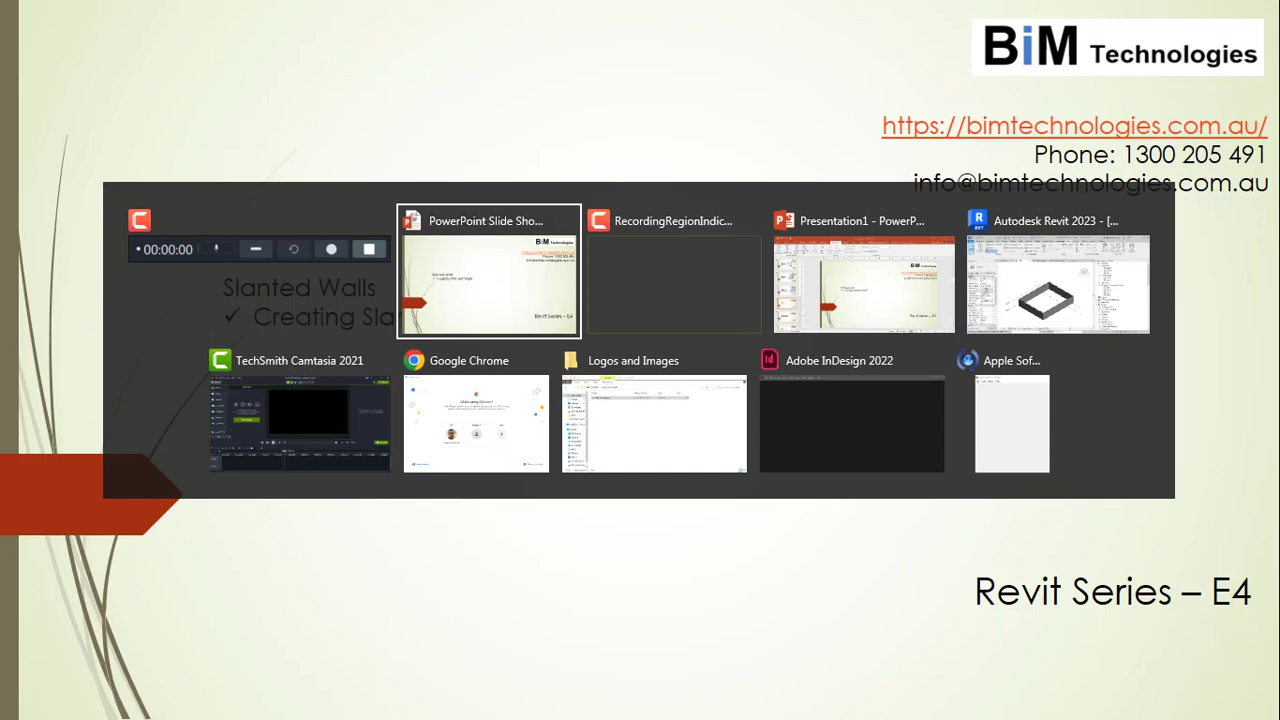 BiM Technologies
https://bimtechnologies.com.au/
Phone: 1300 205 491
info@bimtechnologies.com.au
PowerPoint Slide Sho...
RecordingRegionIndic...
Presentation1 - PowerP...
Autodesk Revit 2023 - [...
00:00:00
Slantd Walls
✓ Creating Sla
TechSmith Camtasia 2021
Google Chrome
Logos and Images
Adobe InDesign 2022
Apple Sof...
Revit Series – E4